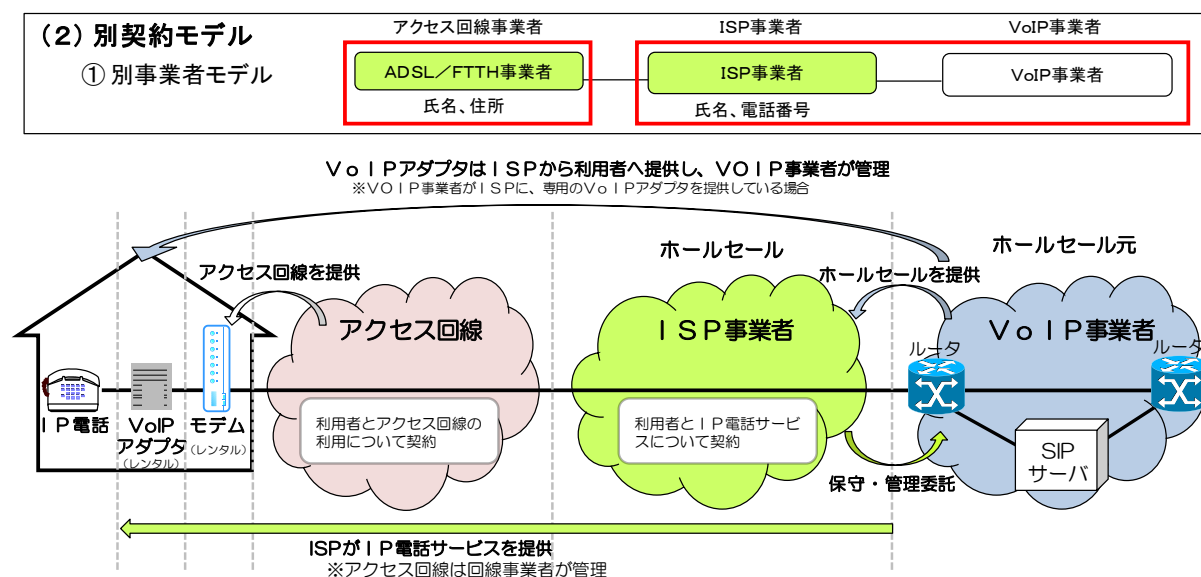 (2)別契約モデル
①別事業者モデル
アクセス回線事業者
ISP事業者
VoIP事業者
ADSL/FTTH事業者
ISP事業者
VoIP事業者
氏名、住所
氏名、電話番号
VoIPアダプタはISPから利用者へ提供し、VOIP事業者が管理
※VOIP事業者がISPに、専用のVoIPアダプタを提供している場合
ホールセール
ホールセール元
アクセス回線を提供
ホールセールを提供
アクセス回線
ISP事業者
VoIP事業者
ルータ
ルータ
IP電話
VoIP
アダプタ
(レンタル)
モデム
(レンタル)
利用者とアクセス回線の
利用について契約
利用者とIP電話サービ
スについて契約
SIP
サーバ
保守・管理委託
ISPがIP電話サービスを提供
※アクセス回線は回線事業者が管理